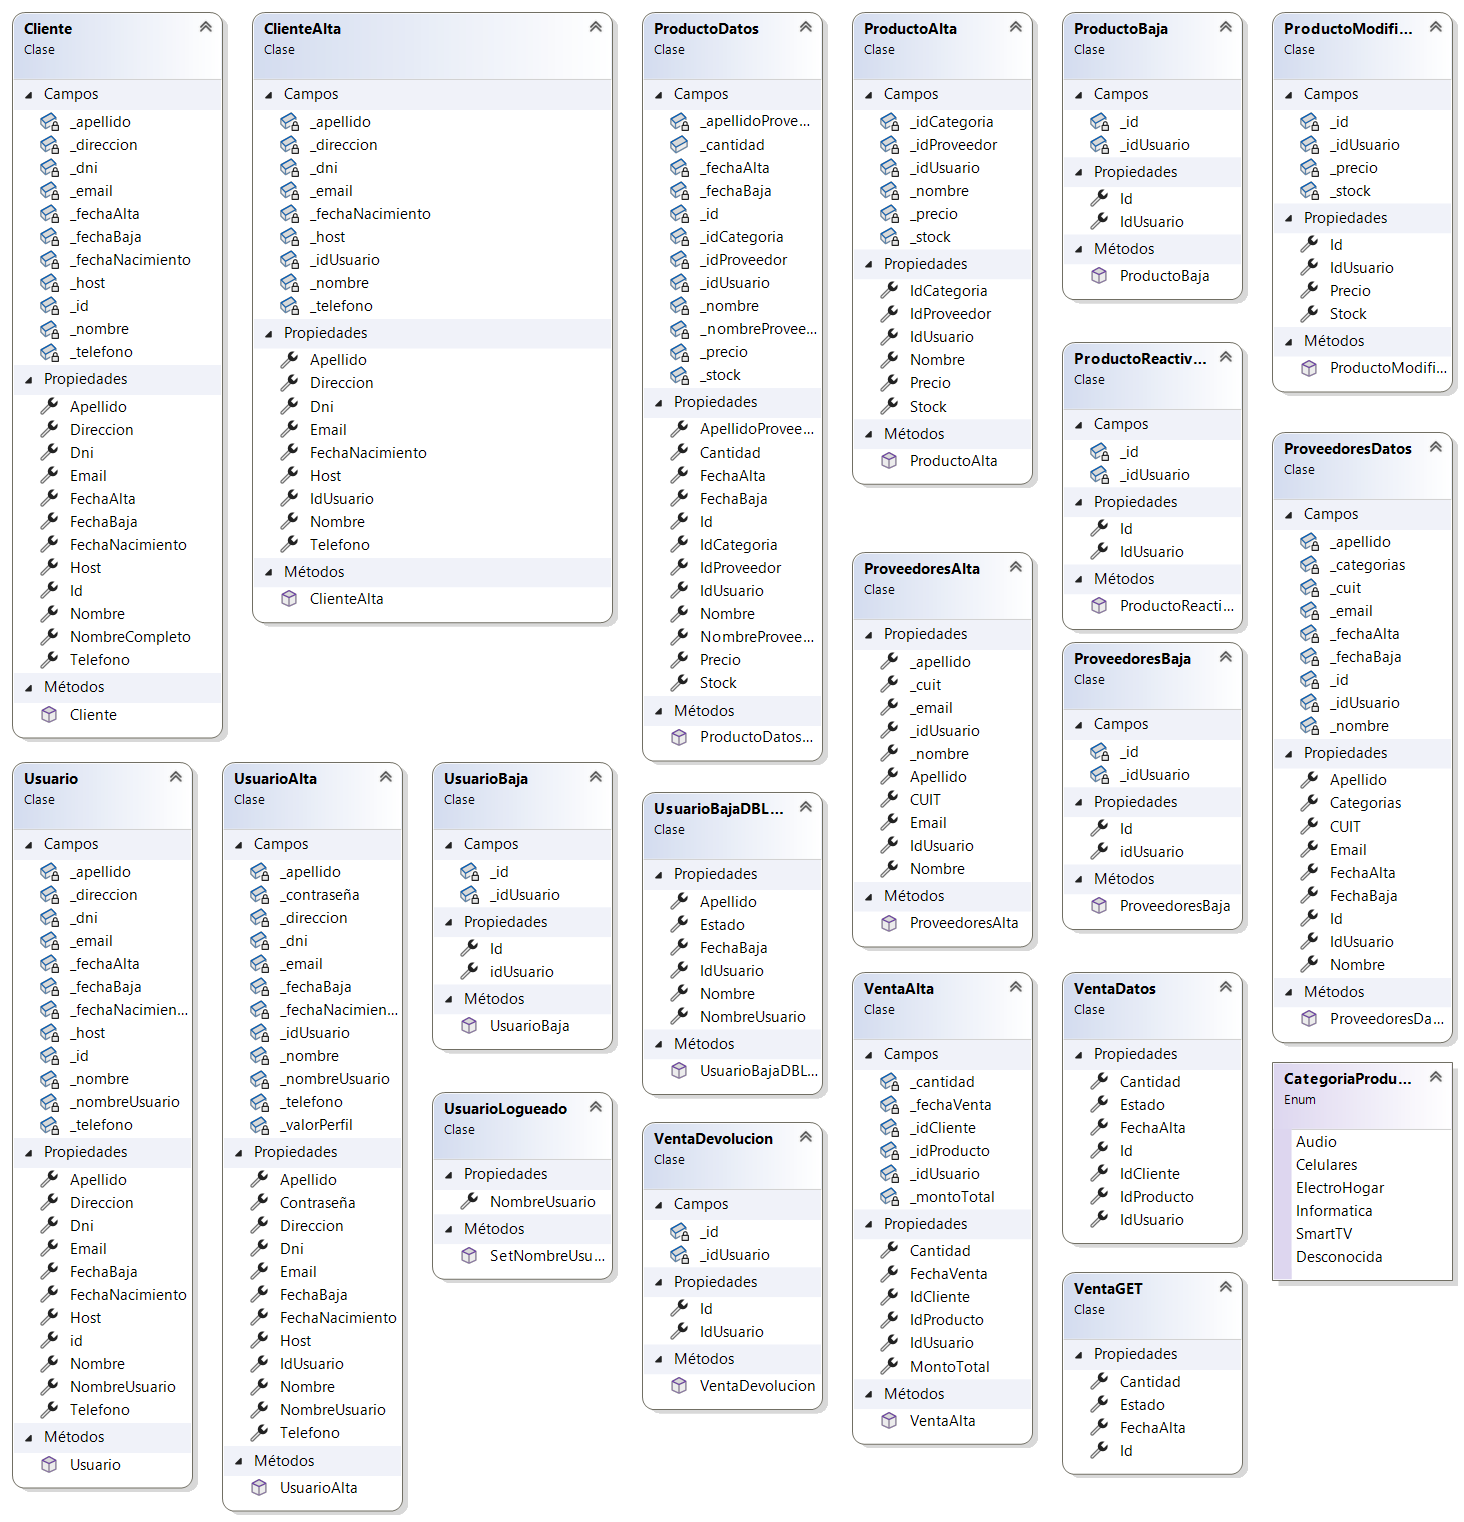 Cliente
Clase
Campos
_apellido
_direccion
_dni
_email
_fechaAlta
_fechaBaja
_fechaNacimiento
_host
_id
_nombre
_telefono
Propiedades
Apellido
Direccion
Dni
Email
FechaAlta
FechaBaja
FechaNacimiento
Host
Id
Nombre
NombreCompleto
Telefono
Métodos
Cliente
ClienteAlta
Clase
Campos
_apellido
_direccion
_dni
_email
_fechaNacimiento
_host
_idUsuario
_nombre
_telefono
Propiedades
Apellido
Direccion
Dni
Email
FechaNacimiento
Host
IdUsuario
Nombre
Telefono
Métodos
ClienteAlta
ProductoDatos
Clase
Campos
_apellidoProve...
_cantidad
_fechaAlta
_fechaBaja
_id
_idCategoria
_idProveedor
_idUsuario
_nombre
_nombreProvee...
_precio
_stock
Propiedades
ApellidoProvee...
Cantidad
FechaAlta
FechaBaja
Id
IdCategoria
IdProveedor
IdUsuario
Nombre
NombreProvee...
Precio
Stock
Métodos
ProductoDatos...
ProductoAlta
Clase
Campos
_idCategoria
_idProveedor
_idUsuario
_nombre
_precio
_stock
Propiedades
IdCategoria
IdProveedor
IdUsuario
Nombre
Precio
Stock
Métodos
ProductoAlta
ProductoBaja
Clase
Campos
_id
_idUsuario
Propiedades
Id
IdUsuario
Métodos
ProductoBaja
ProductoModifi...
Clase
Campos
_id
_idUsuario
_precio
_stock
Propiedades
Id
IdUsuario
Precio
Stock
Métodos
ProductoModifi...
ProductoReactiv...
Clase
Campos
_id
_idUsuario
Propiedades
Id
IdUsuario
Métodos
ProductoReacti...
ProveedoresDatos
Clase
Campos
_apellido
_categorias
_cuit
_email
_fechaAlta
_fechaBaja
_id
_idUsuario
_nombre
Propiedades
Apellido
Categorias
CUIT
Email
FechaAlta
FechaBaja
Id
IdUsuario
Nombre
Métodos
ProveedoresDa...
ProveedoresAlta
Clase
Propiedades
_apellido
_cuit
_email
_idUsuario
_nombre
Apellido
CUIT
Email
IdUsuario
Nombre
Métodos
ProveedoresAlta
ProveedoresBaja
Clase
Campos
_id
_idUsuario
Propiedades
Id
idUsuario
Métodos
ProveedoresBaja
Usuario
Clase
Campos
_apellido
_direccion
_dni
_email
_fechaAlta
_fechaBaja
_fechaNacimien...
_host
_id
_nombre
_nombreUsuario
_telefono
Propiedades
Apellido
Direccion
Dni
Email
FechaBaja
FechaNacimiento
Host
id
Nombre
NombreUsuario
Telefono
Métodos
Usuario
UsuarioAlta
Clase
Campos
_apellido
_contraseña
_direccion
_dni
_email
_fechaBaja
_fechaNacimien...
_idUsuario
_nombre
_nombreUsuario
_telefono
_valorPerfil
Propiedades
Apellido
Contraseña
Direccion
Dni
Email
FechaBaja
FechaNacimiento
Host
IdUsuario
Nombre
NombreUsuario
Telefono
Métodos
UsuarioAlta
UsuarioBaja
Clase
Campos
_id
_idUsuario
Propiedades
Id
idUsuario
Métodos
UsuarioBaja
UsuarioBajaDBL...
Clase
Propiedades
Apellido
Estado
FechaBaja
IdUsuario
Nombre
NombreUsuario
Métodos
UsuarioBajaDBL...
UsuarioLogueado
Clase
Propiedades
NombreUsuario
Métodos
SetNombreUsu...
VentaDevolucion
Clase
Campos
_id
_idUsuario
Propiedades
Id
IdUsuario
Métodos
VentaDevolucion
VentaAlta
Clase
Campos
_cantidad
_fechaVenta
_idCliente
_idProducto
_idUsuario
_montoTotal
Propiedades
Cantidad
FechaVenta
IdCliente
IdProducto
IdUsuario
MontoTotal
Métodos
VentaAlta
VentaDatos
Clase
Propiedades
Cantidad
Estado
FechaAlta
Id
IdCliente
IdProducto
IdUsuario
VentaGET
Clase
Propiedades
Cantidad
Estado
FechaAlta
Id
CategoriaProdu...
Enum
Audio
Celulares
ElectroHogar
Informatica
SmartTV
Desconocida